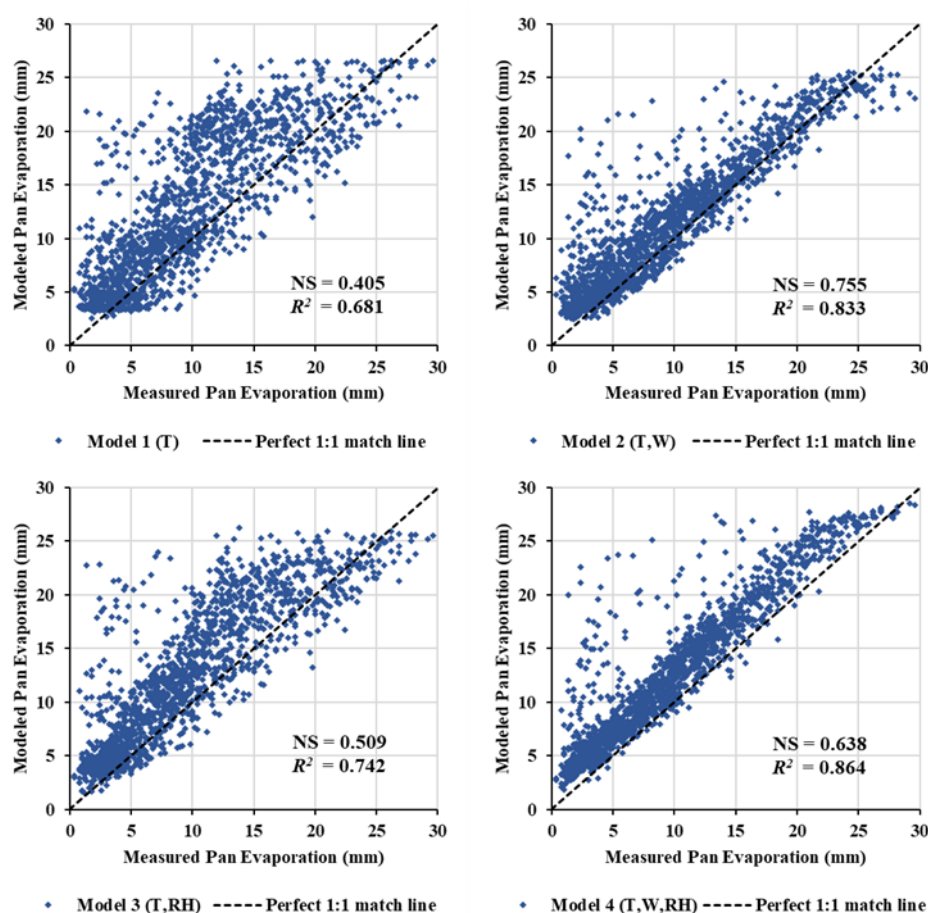 30
25
20
15
10
5
0
Modeled Pan Evaporation (mm)
NS = 0.405
R² = 0.681
0 5 10 15 20 25 30
Measured Pan Evaporation (mm)
Model 1 (T) Perfect 1:1 match line
30
25
20
15
10
5
0
Modeled Pan Evaporation (mm)
NS = 0.755
R² = 0.833
0 5 10 15 20 25 30
Measured Pan Evaporation (mm)
Model 2 (T,W) Perfect 1:1 match line
30
25
20
15
10
5
0
Modeled Pan Evaporation (mm)
NS = 0.509
R² = 0.742
0 5 10 15 20 25 30
Measured Pan Evaporation (mm)
Model 3 (T,RH) Perfect 1:1 match line
30
25
20
15
10
5
0
Modeled Pan Evaporation (mm)
NS = 0.638
R² = 0.864
0 5 10 15 20 25 30
Measured Pan Evaporation (mm)
Model 4 (T,W,RH) Perfect 1:1 match line